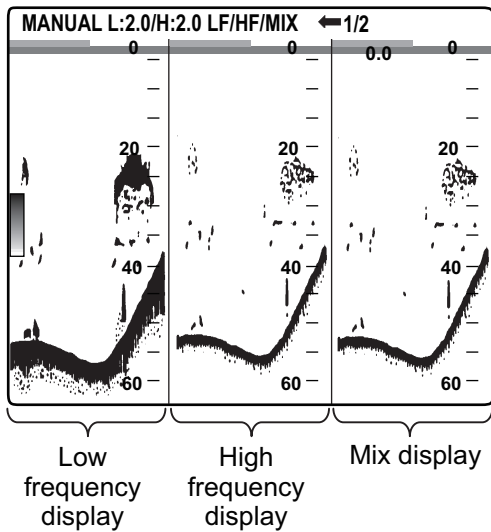 MANUAL L:2.0/H:2.0 LF/HF/MIX ←1/2
0 0 0.0 0
20 20 20
40 40 40
60 60 60
Low frequency display
High frequency display
Mix display